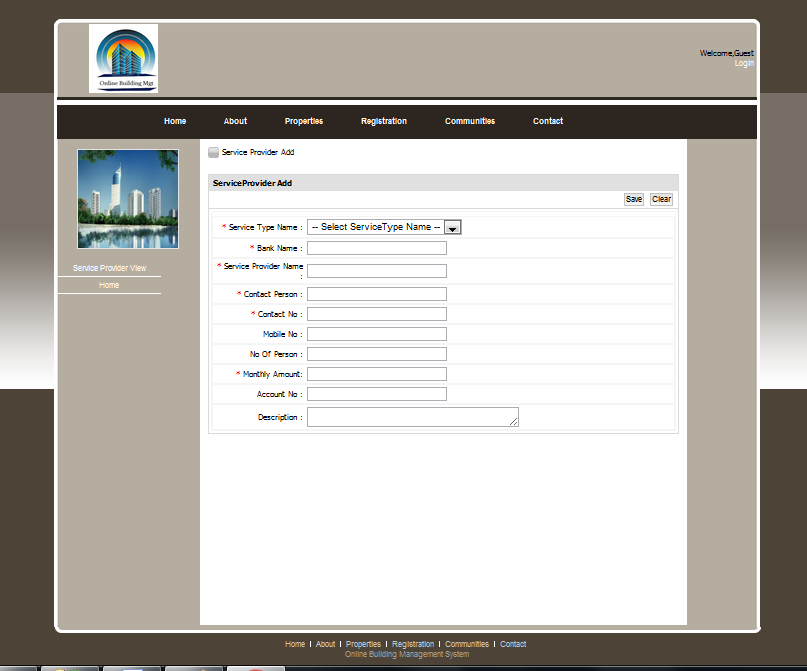 Online Building Mgt
Welcome,Guest
Login
Home About Properties Registration Communities Contact
Service Provider View
Home
Service Provider Add
ServiceProvider Add
Save Clear
* Service Type Name : -- Select ServiceType Name --
* Bank Name :
* Service Provider Name
:
* Contact Person :
* Contact No :
Mobile No :
No Of Person :
* Monthly Amount:
Account No :
Description :
Home | About | Properties | Registration | Communities | Contact
Online Building Management System